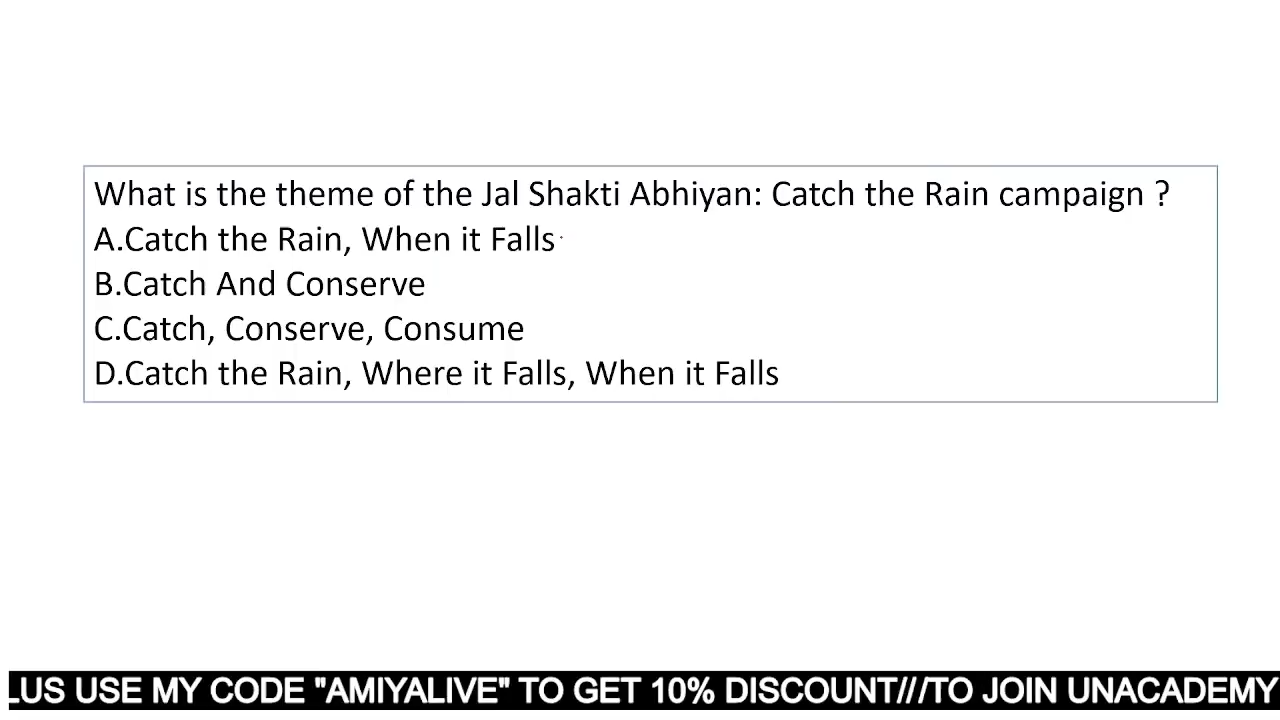 What is the theme of the Jal Shakti Abhiyan: Catch the Rain campaign ?
A.Catch the Rain, When it Falls
B.Catch And Conserve
C.Catch, Conserve, Consume
D.Catch the Rain, Where it Falls, When it Falls
LUS USE MY CODE "AMIYALIVE" TO GET 10% DISCOUNT///TO JOIN UNACADEMY